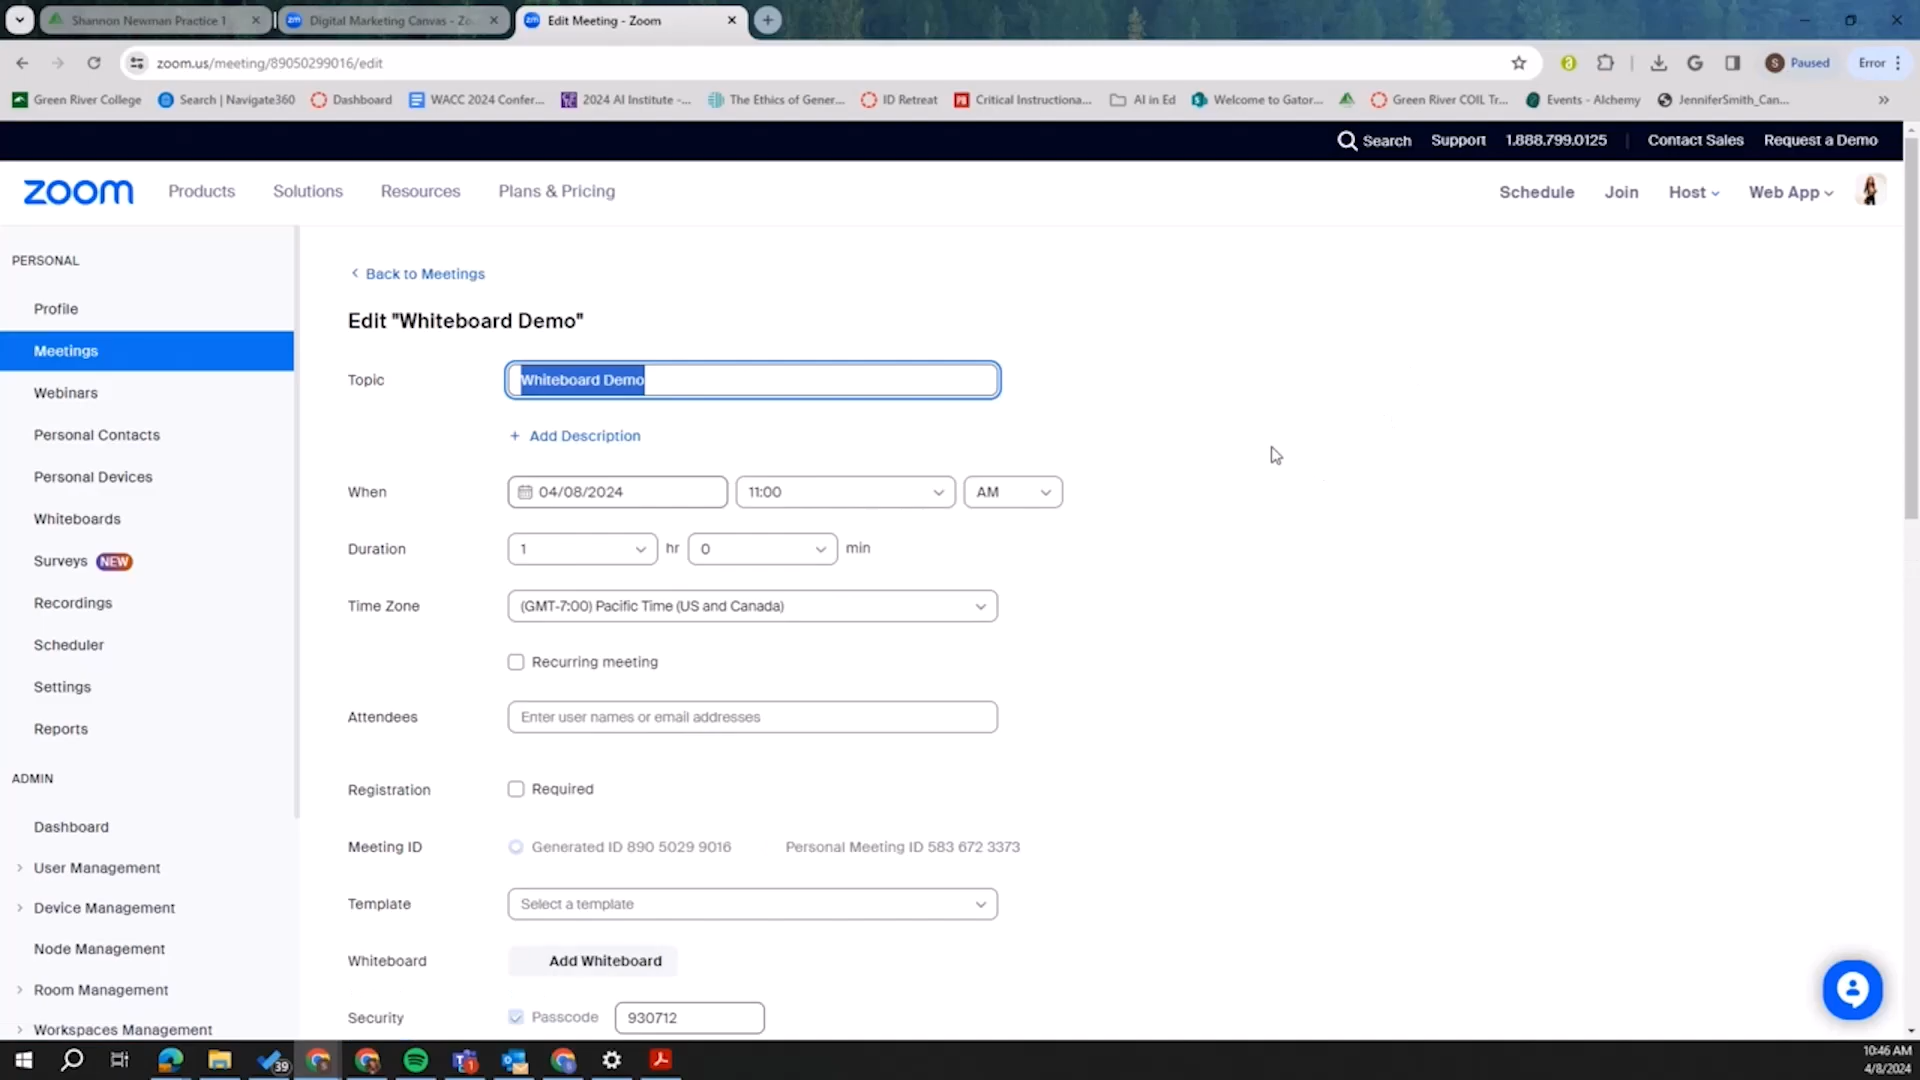 Shannon Newman Practice 1
Digital Marketing Canvas - Zo
Edit Meeting - Zoom
zoom.us/meeting/89050299016/edit
Paused
Error
Green River College
Search | Navigate360
Dashboard
WACC 2024 Confer...
2024 AI Institute -...
The Ethics of Gener...
ID Retreat
Critical Instructiona...
AI in Ed
Welcome to Gator...
Green River COIL Tr...
Events - Alchemy
JenniferSmith_Can...
Search
Support
1.888.799.0125
Contact Sales
Request a Demo
zoom
Products
Solutions
Resources
Plans & Pricing
Schedule
Join
Host
Web App
PERSONAL
Profile
Meetings
Webinars
Personal Contacts
Personal Devices
Whiteboards
Surveys NEW
Recordings
Scheduler
Settings
Reports
ADMIN
Dashboard
User Management
Device Management
Node Management
Room Management
Workspaces Management
Back to Meetings
Edit "Whiteboard Demo"
Topic
Whiteboard Demo
+ Add Description
When
04/08/2024
11:00
AM
Duration
1
hr
0
min
Time Zone
(GMT-7:00) Pacific Time (US and Canada)
Recurring meeting
Attendees
Enter user names or email addresses
Registration
Required
Meeting ID
Generated ID 890 5029 9016
Personal Meeting ID 583 672 3373
Template
Select a template
Whiteboard
Add Whiteboard
Security
Passcode
930712
39
10:46 AM
4/8/2024